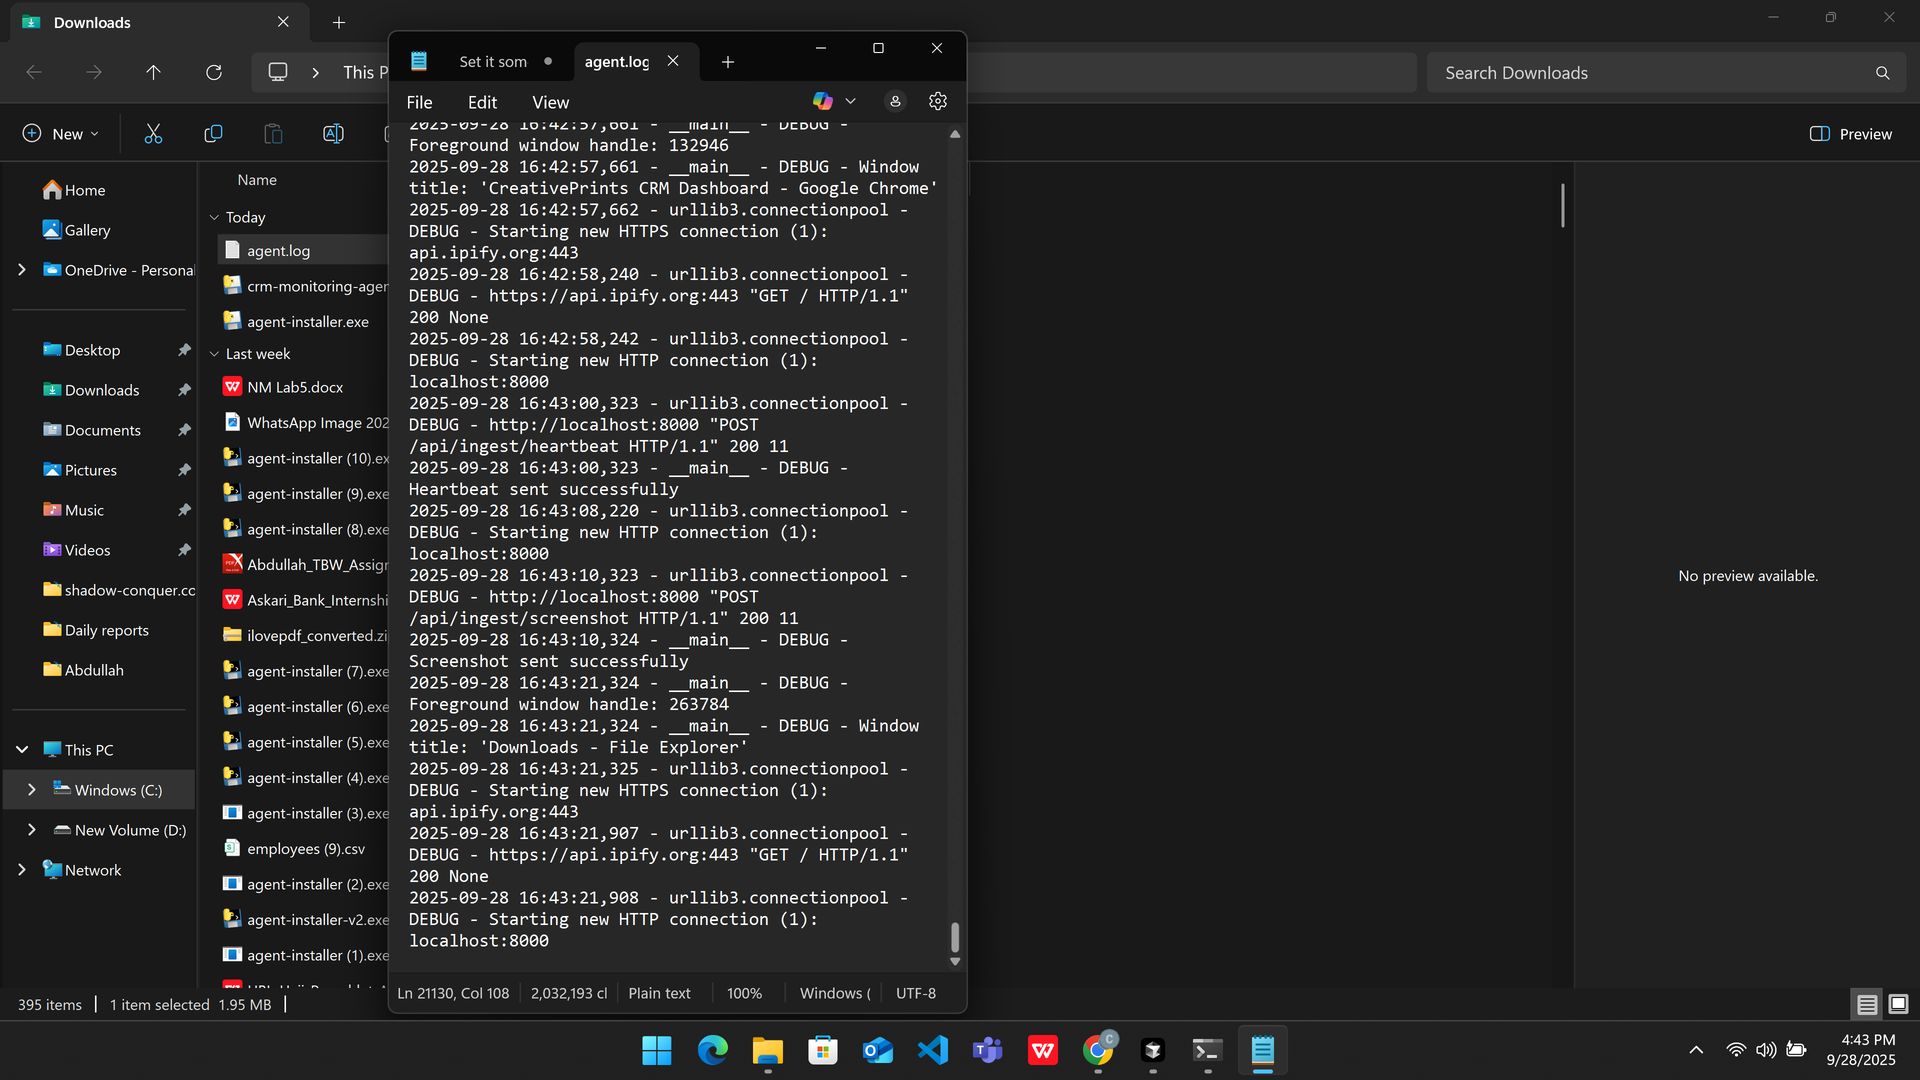 Downloads
This P
Search Downloads
New
Preview
Home
Gallery
OneDrive - Personal
Desktop
Downloads
Documents
Pictures
Music
Videos
shadow-conquer.co
Daily reports
Abdullah
This PC
Windows (C:)
New Volume (D:)
Network
Name
Today
agent.log
crm-monitoring-agen
agent-installer.exe
Last week
NM Lab5.docx
WhatsApp Image 202
agent-installer (10).ex
agent-installer (9).exe
agent-installer (8).exe
Abdullah_TBW_Assign
Askari_Bank_Internshi
ilovepdf_converted.zi
agent-installer (7).exe
agent-installer (6).exe
agent-installer (5).exe
agent-installer (4).exe
agent-installer (3).exe
employees (9).csv
agent-installer (2).exe
agent-installer-v2.exe
agent-installer (1).exe
Set it som
agent.log
File Edit View
2025-09-28 16:42:57,661 - __main__ - DEBUG -
Foreground window handle: 132946
2025-09-28 16:42:57,661 - __main__ - DEBUG - Window
title: 'CreativePrints CRM Dashboard - Google Chrome'
2025-09-28 16:42:57,662 - urllib3.connectionpool -
DEBUG - Starting new HTTPS connection (1):
api.ipify.org:443
2025-09-28 16:42:58,240 - urllib3.connectionpool -
DEBUG - https://api.ipify.org:443 "GET / HTTP/1.1"
200 None
2025-09-28 16:42:58,242 - urllib3.connectionpool -
DEBUG - Starting new HTTP connection (1):
localhost:8000
2025-09-28 16:43:00,323 - urllib3.connectionpool -
DEBUG - http://localhost:8000 "POST
/api/ingest/heartbeat HTTP/1.1" 200 11
2025-09-28 16:43:00,323 - __main__ - DEBUG -
Heartbeat sent successfully
2025-09-28 16:43:08,220 - urllib3.connectionpool -
DEBUG - Starting new HTTP connection (1):
localhost:8000
2025-09-28 16:43:10,323 - urllib3.connectionpool -
DEBUG - http://localhost:8000 "POST
/api/ingest/screenshot HTTP/1.1" 200 11
2025-09-28 16:43:10,324 - __main__ - DEBUG -
Screenshot sent successfully
2025-09-28 16:43:21,324 - __main__ - DEBUG -
Foreground window handle: 263784
2025-09-28 16:43:21,324 - __main__ - DEBUG - Window
title: 'Downloads - File Explorer'
2025-09-28 16:43:21,325 - urllib3.connectionpool -
DEBUG - Starting new HTTPS connection (1):
api.ipify.org:443
2025-09-28 16:43:21,907 - urllib3.connectionpool -
DEBUG - https://api.ipify.org:443 "GET / HTTP/1.1"
200 None
2025-09-28 16:43:21,908 - urllib3.connectionpool -
DEBUG - Starting new HTTP connection (1):
localhost:8000
Ln 21130, Col 108 2,032,193 cl Plain text 100% Windows ( UTF-8
No preview available.
395 items 1 item selected 1.95 MB
4:43 PM
9/28/2025